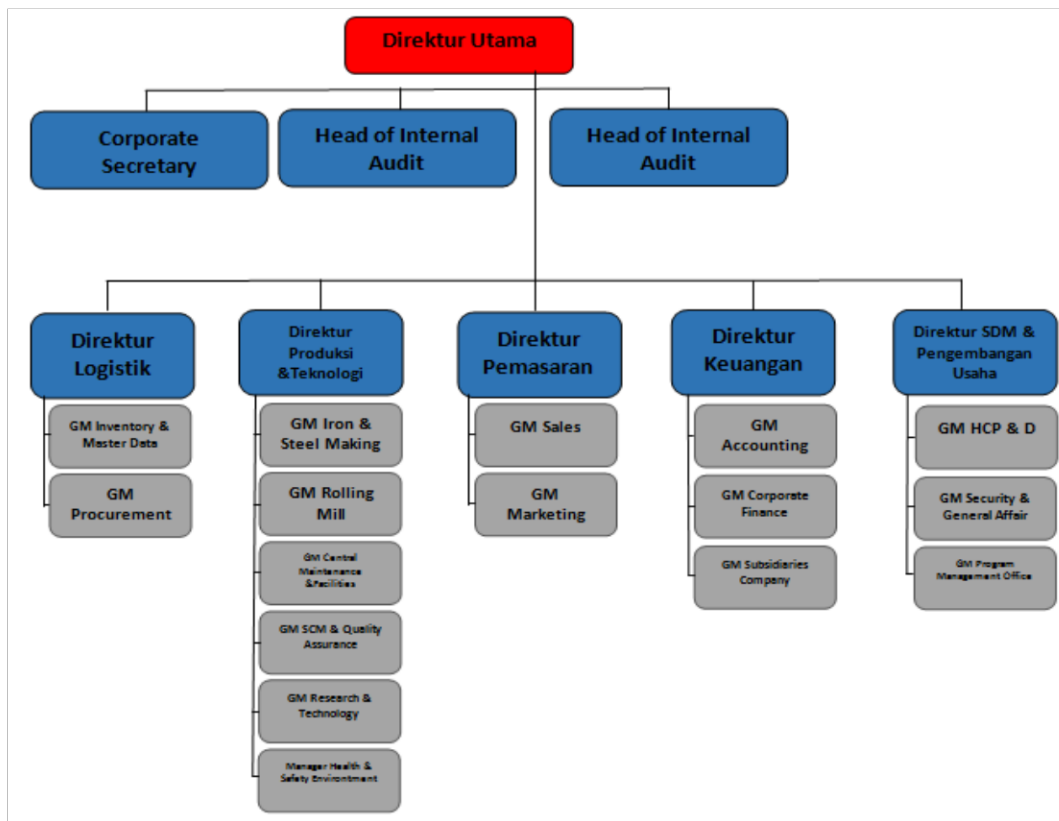 Direktur Utama
Corporate
Secretary
Head of Internal
Audit
Head of Internal
Audit
Direktur
Logistik
GM Inventory &
Master Data
GM
Procurement
Direktur
Produksi
&Teknologi
GM Iron &
Steel Making
GM Rolling
Mill
GM Central
Maintenance
&Facilities
GM SCM & Quality
Assurance
GM Research &
Technology
Manager Health &
Safety Environtment
Direktur
Pemasaran
GM Sales
GM
Marketing
Direktur
Keuangan
GM
Accounting
GM Corporate
Finance
GM Subsidiaries
Company
Direktur SDM &
Pengembangan
Usaha
GM HCP & D
GM Security &
General Affair
GM Program
Management Office